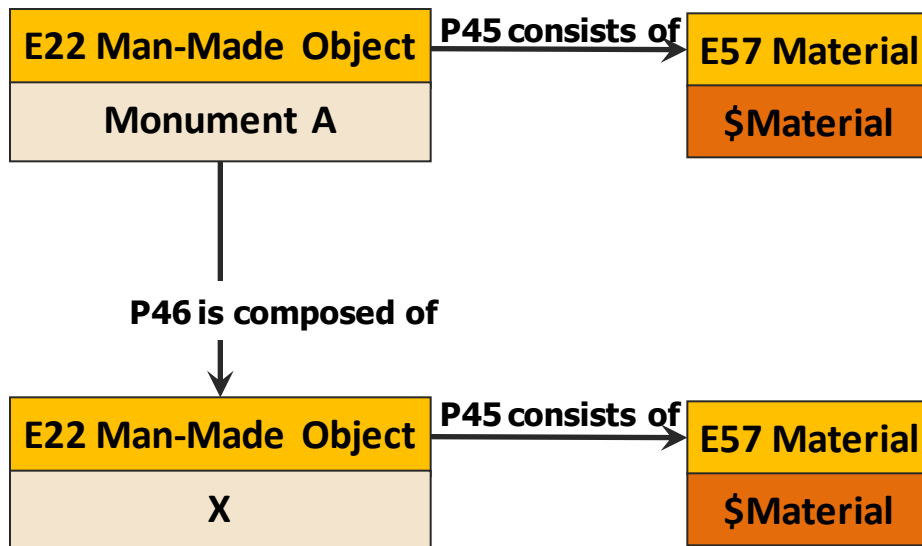 E22 Man-Made Object
P45 consists of
E57 Material
Monument A
$Material
P46 is composed of
E22 Man-Made Object
P45 consists of
E57 Material
X
$Material